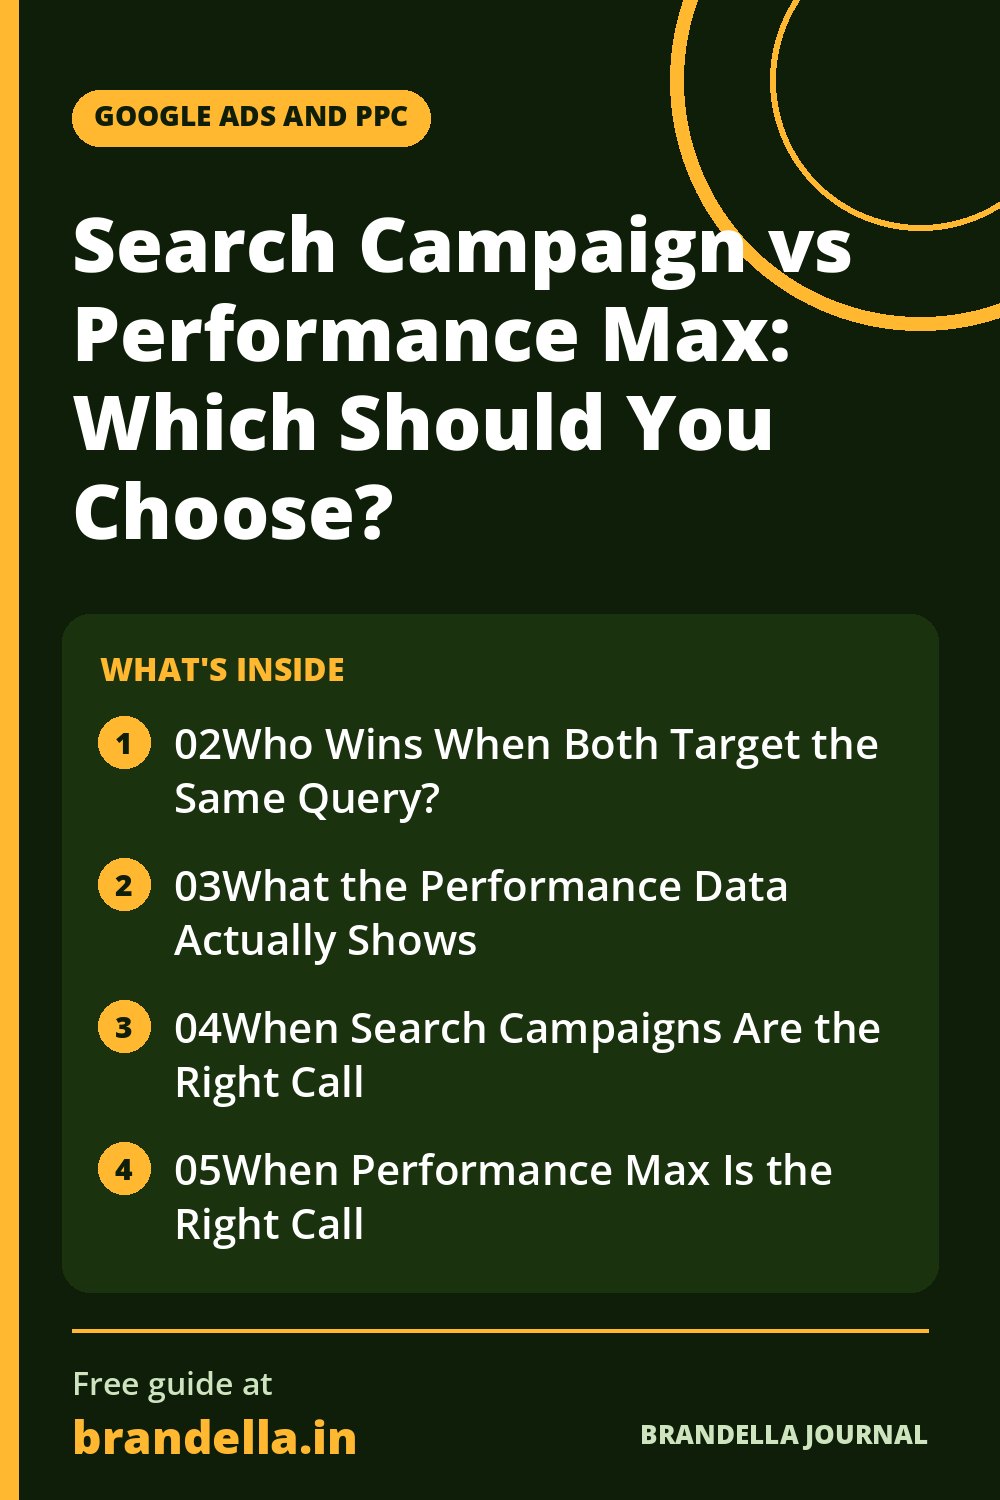 GOOGLE ADS AND PPC
Search Campaign vs
Performance Max:
Which Should You
Choose?
WHAT'S INSIDE
1 02Who Wins When Both Target the
Same Query?
2 03What the Performance Data
Actually Shows
3 04When Search Campaigns Are the
Right Call
4 05When Performance Max Is the
Right Call
Free guide at
brandella.in
BRANDELLA JOURNAL